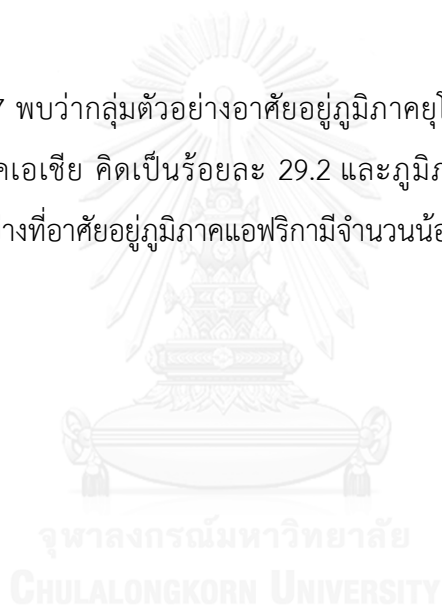 7 พบว่ากลุ่มตัวอย่างอาศัยอยู่ภูมิภาคยุ
คเอเชีย คิดเป็นร้อยละ 29.2 และภูมิภ
างที่อาศัยอยู่ภูมิภาคแอฟริกามีจำนวนน้อ
จุฬาลงกรณ์มหาวิทยาลัย
CHULALONGKORN UNIVERSITY